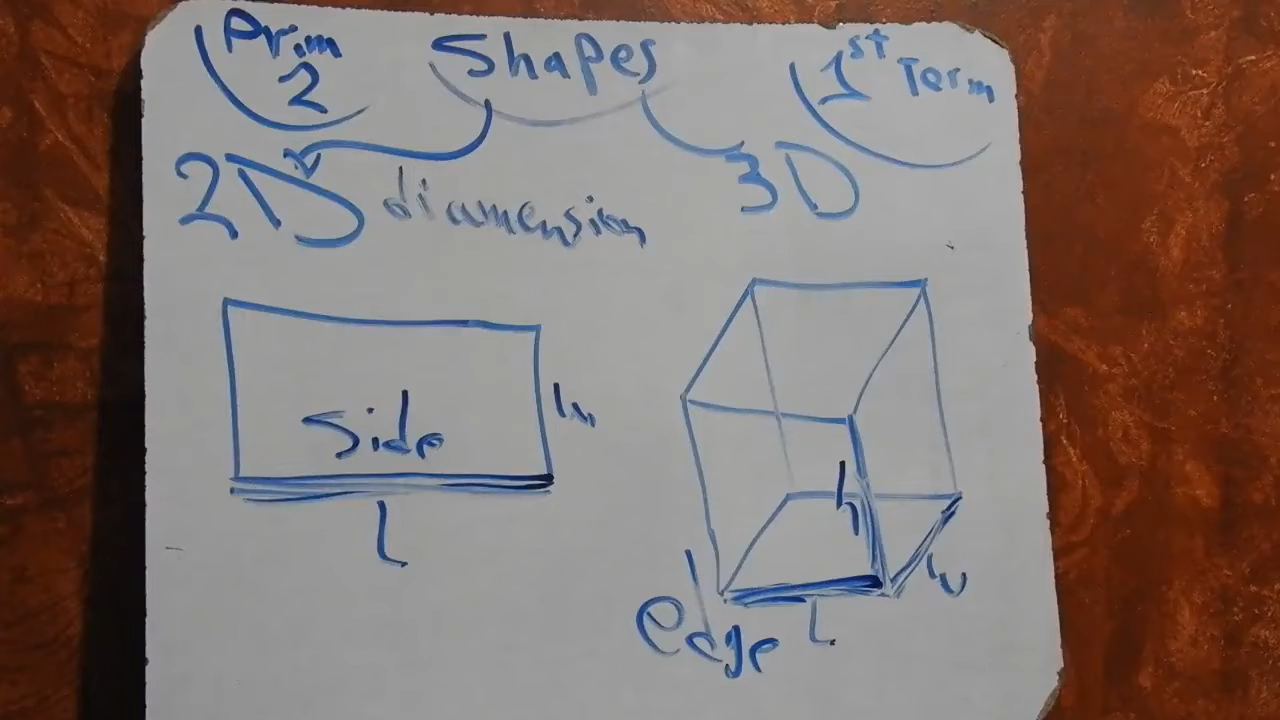 Prim 2
Shapes
1st Term
2D diamension
3D
Side
w
L
h
w
L
edge